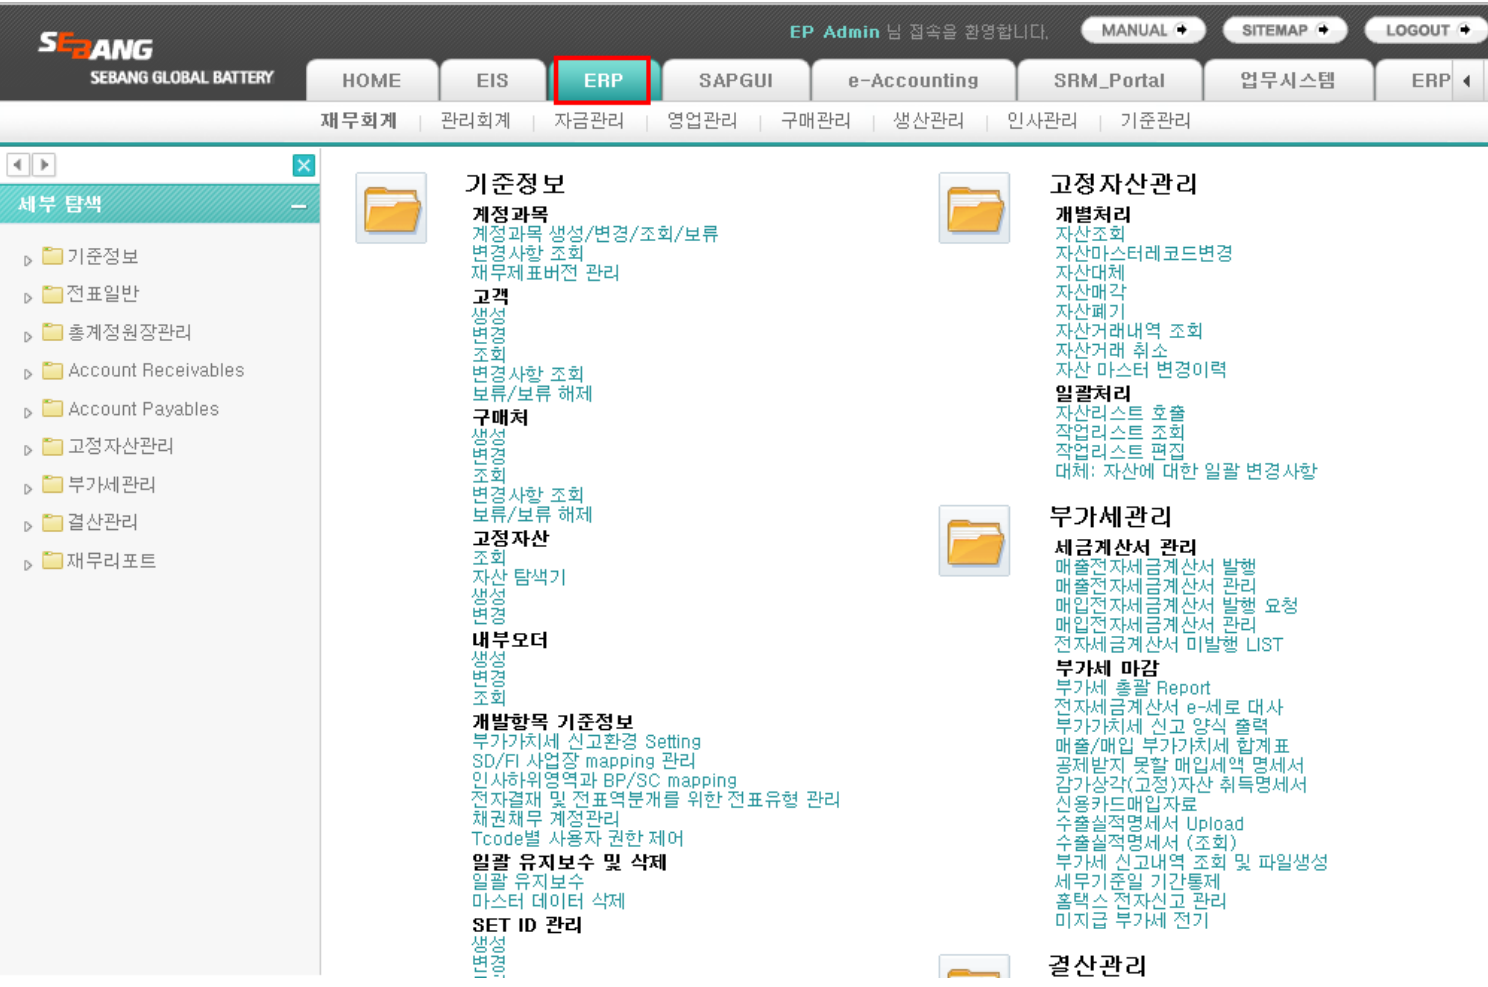 SEBANG
SEBANG GLOBAL BATTERY
EP Admin 님 접속을 환영합니다.
MANUAL
SITEMAP
LOGOUT
HOME
EIS
ERP
SAPGUI
e-Accounting
SRM_Portal
업무시스템
ERP
재무회계
관리회계
자금관리
영업관리
구매관리
생산관리
인사관리
기준관리
세부 탐색
기준정보
전표일반
총계정원장관리
Account Receivables
Account Payables
고정자산관리
부가세관리
결산관리
재무리포트
기준정보
계정과목
계정과목 생성/변경/조회/보류
변경사항 조회
재무제표버전 관리
고객
생성
변경
조회
변경사항 조회
보류/보류 해제
구매처
생성
변경
조회
변경사항 조회
보류/보류 해제
고정자산
조회
자산 탐색기
생성
변경
내부오더
생성
변경
조회
개발항목 기준정보
부가가치세 신고환경 Setting
SD/FI 사업장 mapping 관리
인사하위영역과 BP/SC mapping
전자결재 및 전표역분개를 위한 전표유형 관리
채권채무 계정관리
Tcode별 사용자 권한 제어
일괄 유지보수 및 삭제
일괄 유지보수
마스터 데이터 삭제
SET ID 관리
생성
변경
고정자산관리
개별처리
자산조회
자산마스터레코드변경
자산대체
자산매각
자산폐기
자산거래내역 조회
자산거래 취소
자산 마스터 변경이력
일괄처리
자산리스트 호출
작업리스트 조회
작업리스트 편집
대체: 자산에 대한 일괄 변경사항
부가세관리
세금계산서 관리
매출전자세금계산서 발행
매출전자세금계산서 관리
매입전자세금계산서 발행 요청
매입전자세금계산서 관리
전자세금계산서 미발행 LIST
부가세 마감
부가세 총괄 Report
전자세금계산서 e-세로 대사
부가가치세 신고 양식 출력
매출/매입 부가가치세 합계표
공제받지 못할 매입세액 명세서
감가상각(고정)자산 취득명세서
신용카드매입자료
수출실적명세서 Upload
수출실적명세서 (조회)
부가세 신고내역 조회 및 파일생성
세무기준일 기간통제
홈택스 전자신고 관리
미지급 부가세 전기
결산관리